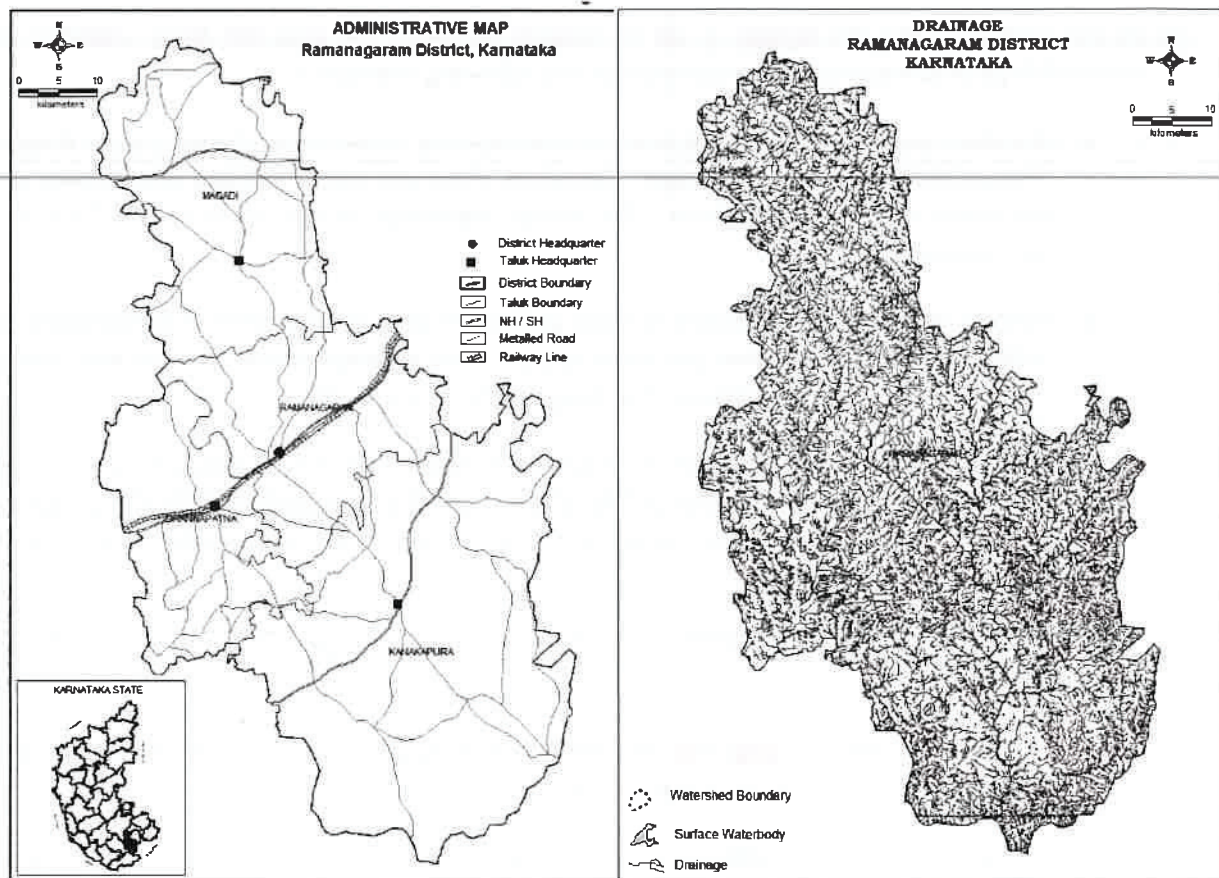 ADMINISTRATIVE MAP
Ramanagaram District, Karnataka
N
W E
S
0 5 10
kilometers
MAGADI
District Headquarter
Taluk Headquarter
District Boundary
Taluk Boundary
NH / SH
Metalled Road
Railway Line
KANAKAPURA
KARNATAKA STATE
DRAINAGE
RAMANAGARAM DISTRICT
KARNATAKA
N
W E
S
0 5 10
kilometers
Watershed Boundary
Surface Waterbody
Drainage